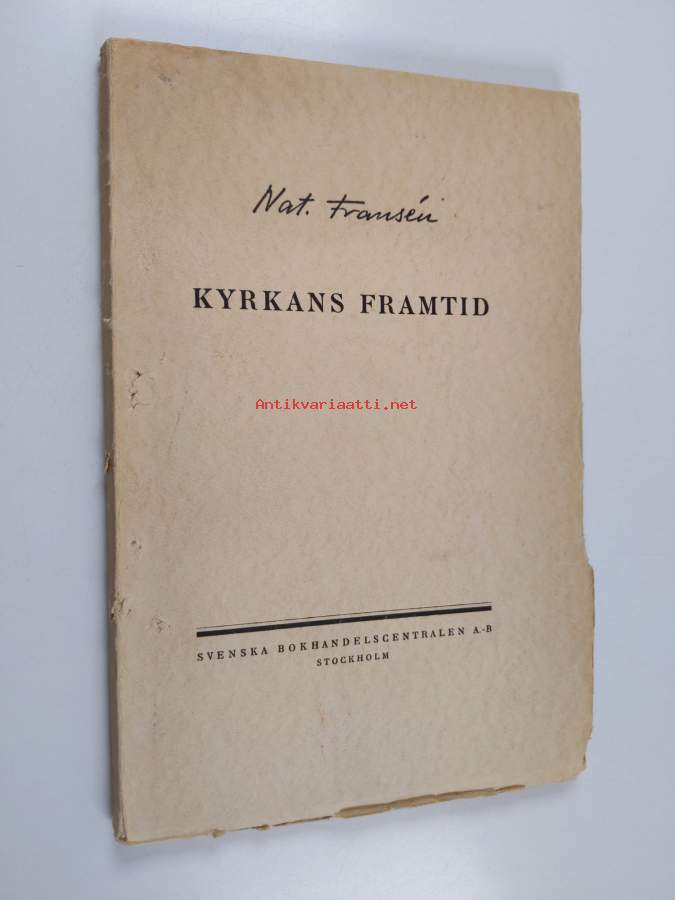 Nat. Fransén
KYRKANS FRAMTID
Antikvariaatti.net
SVENSKA BOKHANDELSCENTRALEN A.-B
STOCKHOLM